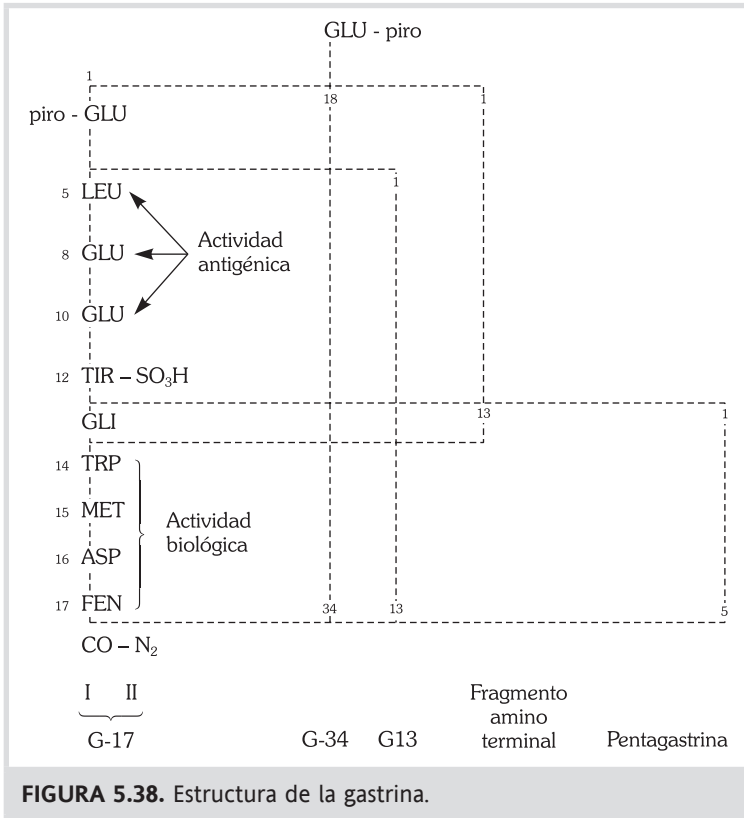 GLU - piro
1
18
1
piro - GLU
5 LEU
1
Actividad
antigénica
8 GLU
10 GLU
12 TIR – SO₃H
GLI
13
1
14 TRP
15 MET
Actividad
biológica
16 ASP
17 FEN
34
13
5
CO – N₂
I II
G-17
G-34
G13
Fragmento
amino
terminal
Pentagastrina
FIGURA 5.38. Estructura de la gastrina.